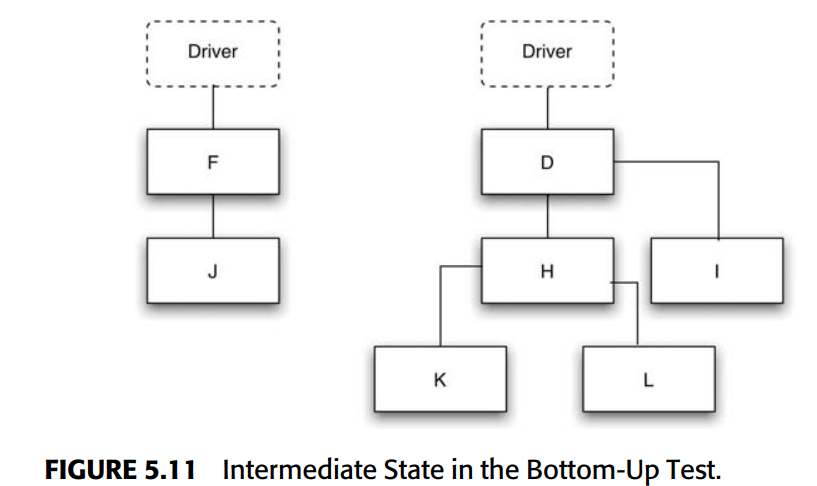 Driver
Driver
F
D
J
H
I
K
L
FIGURE 5.11 Intermediate State in the Bottom-Up Test.